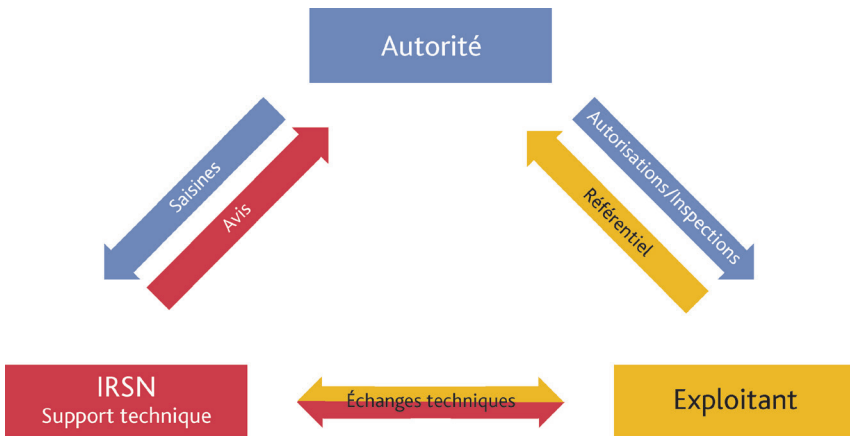 Autorité
Saisines
Avis
Autorisations/Inspections
Référentiel
IRSN
Support technique
Échanges techniques
Exploitant